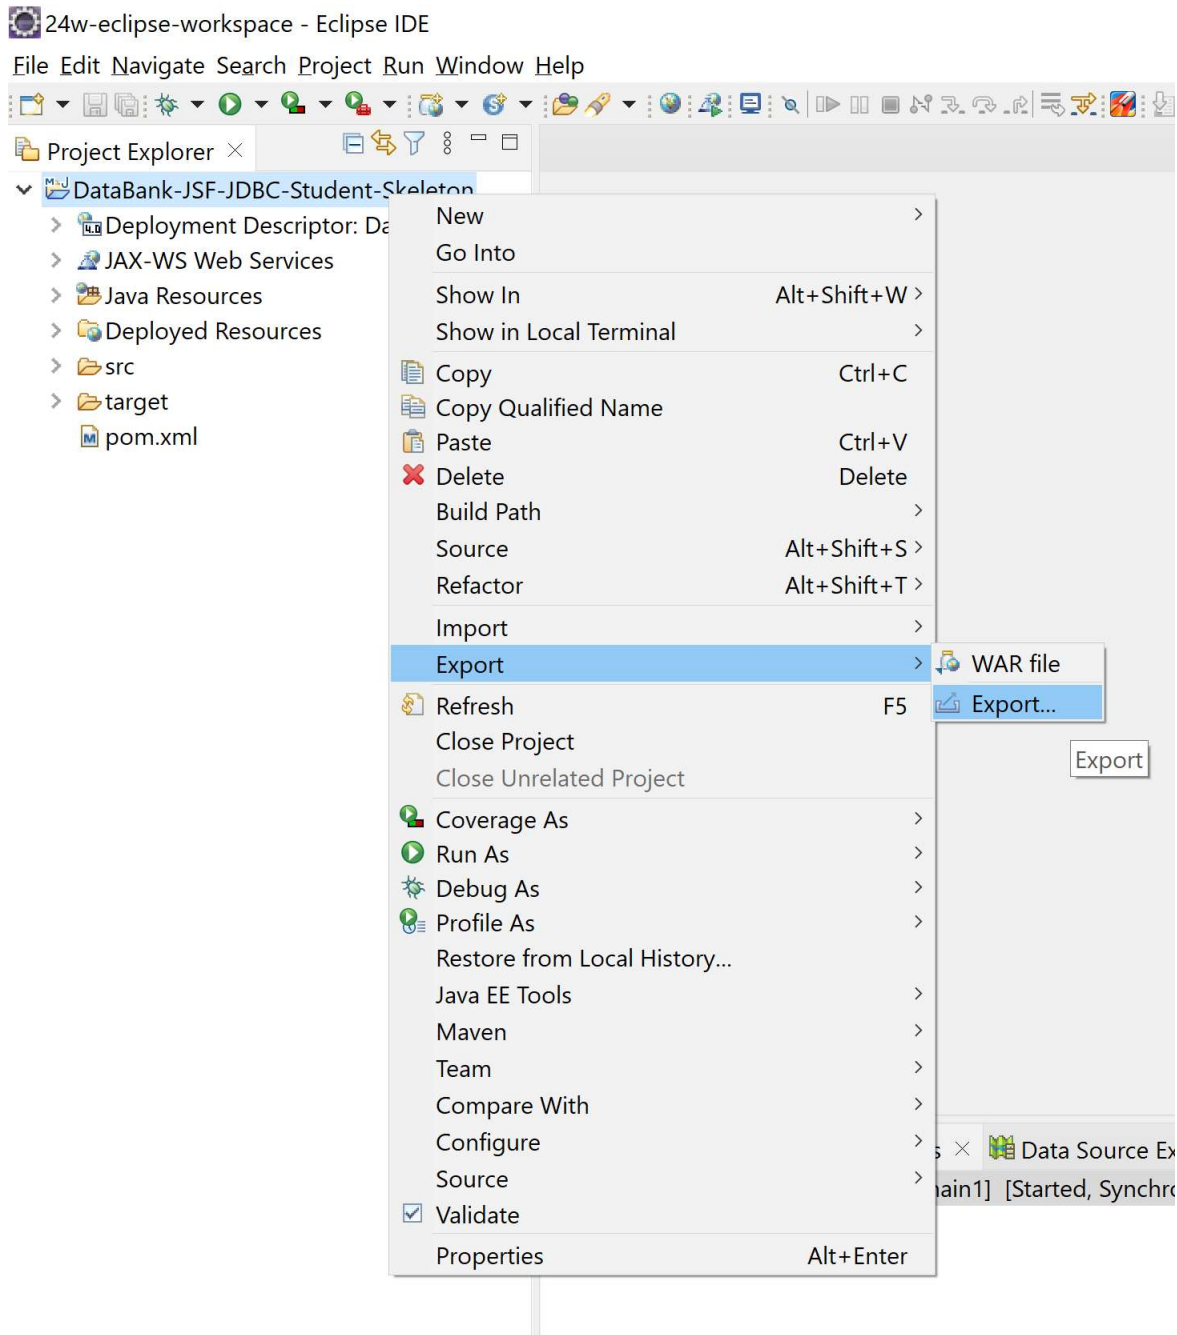 24w-eclipse-workspace - Eclipse IDE
File Edit Navigate Search Project Run Window Help
Project Explorer
DataBank-JSF-JDBC-Student-Skeleton
Deployment Descriptor: Da
JAX-WS Web Services
Java Resources
Deployed Resources
src
target
pom.xml
New
Go Into
Show In Alt+Shift+W
Show in Local Terminal
Copy Ctrl+C
Copy Qualified Name
Paste Ctrl+V
Delete Delete
Build Path
Source Alt+Shift+S
Refactor Alt+Shift+T
Import
Export
WAR file
Export...
Export
Refresh F5
Close Project
Close Unrelated Project
Coverage As
Run As
Debug As
Profile As
Restore from Local History...
Java EE Tools
Maven
Team
Compare With
Configure
Source
Validate
Properties Alt+Enter
s Data Source Ex
ain1] [Started, Synchro